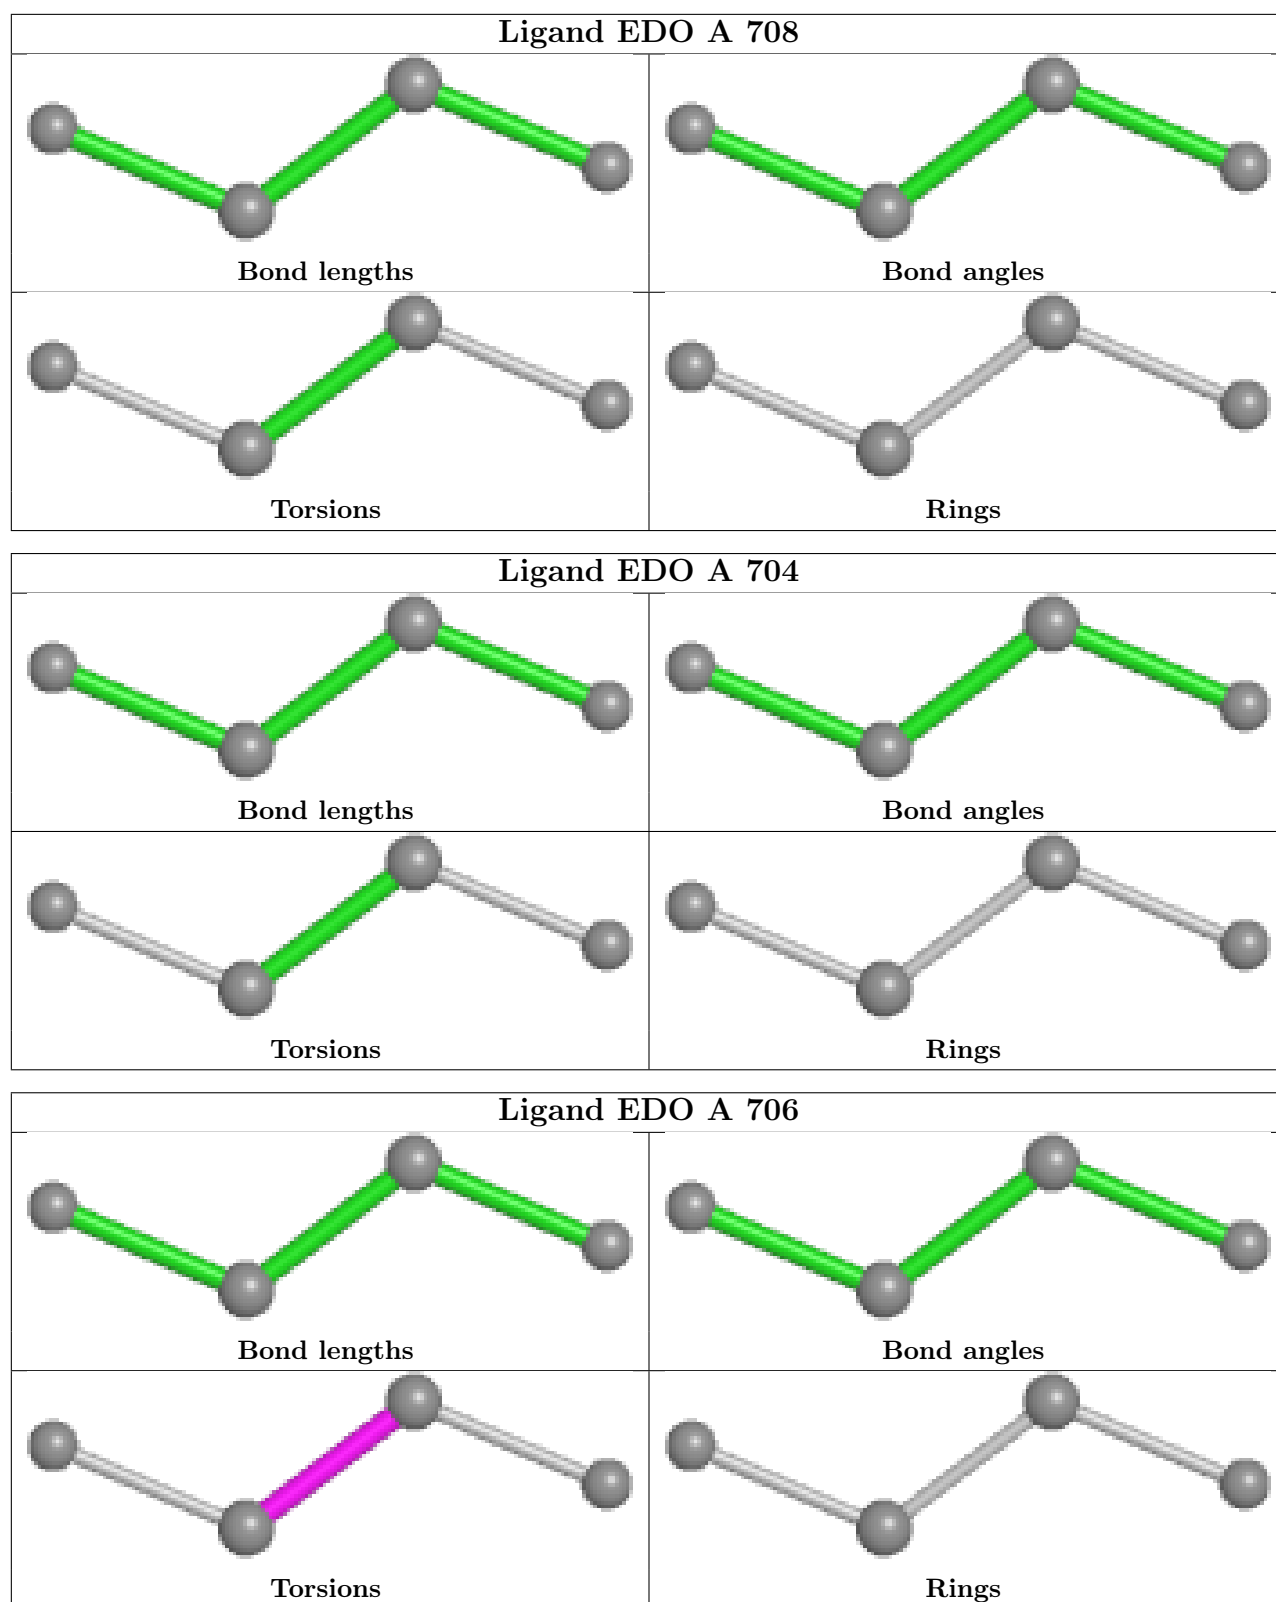 Ligand EDO A 708
Bond lengths
Bond angles
Torsions
Rings
Ligand EDO A 704
Bond lengths
Bond angles
Torsions
Rings
Ligand EDO A 706
Bond lengths
Bond angles
Torsions
Rings